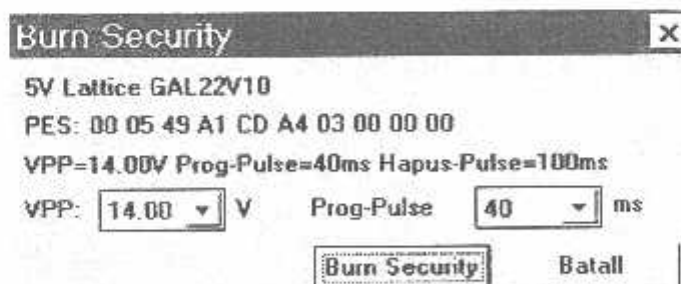 Burn Security
5V Lattice GAL22V10
PES: 00 05 49 A1 CD A4 03 00 00 00
VPP=14.00V Prog-Pulse=40ms Hapus-Pulse=100ms
VPP: 14.00 V Prog-Pulse 40 ms
Burn Security Batall